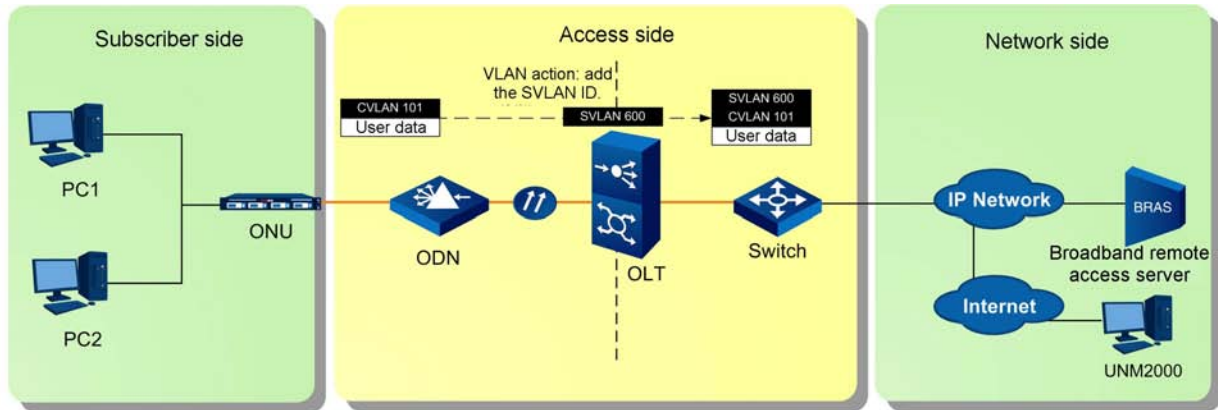 Subscriber side
PC1
PC2
ONU
Access side
VLAN action: add
the SVLAN ID.
CVLAN 101
User data
SVLAN 600
SVLAN 600
CVLAN 101
User data
ODN
OLT
Switch
Network side
IP Network
BRAS
Broadband remote
access server
Internet
UNM2000